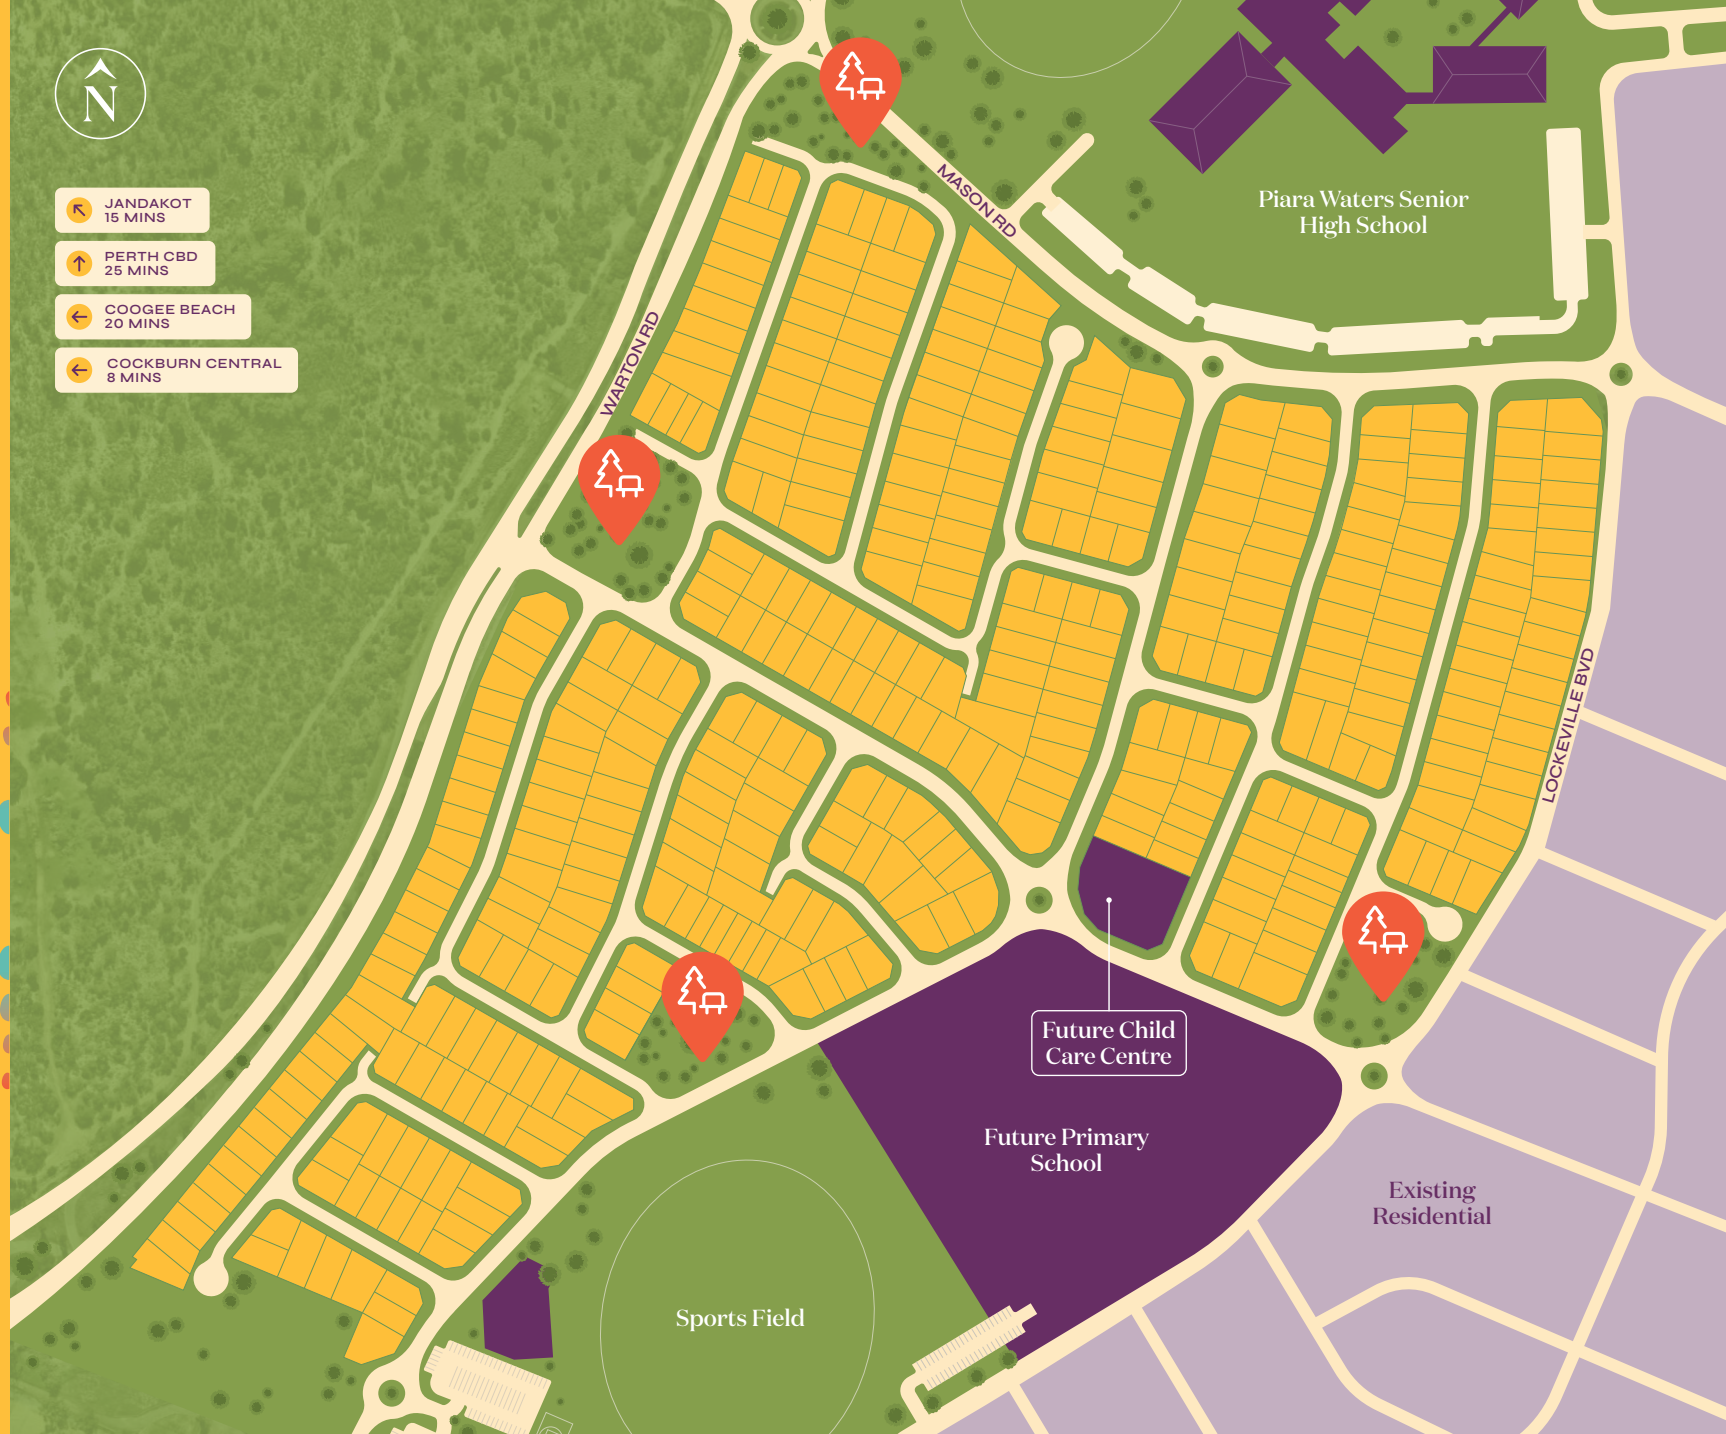 N
JANDAKOT
15 MINS
PERTH CBD
25 MINS
COOGEE BEACH
20 MINS
COCKBURN CENTRAL
8 MINS
WARTON RD
MASON RD
Piara Waters Senior
High School
LOCKEVILLE BVD
Future Child
Care Centre
Future Primary
School
Existing
Residential
Sports Field